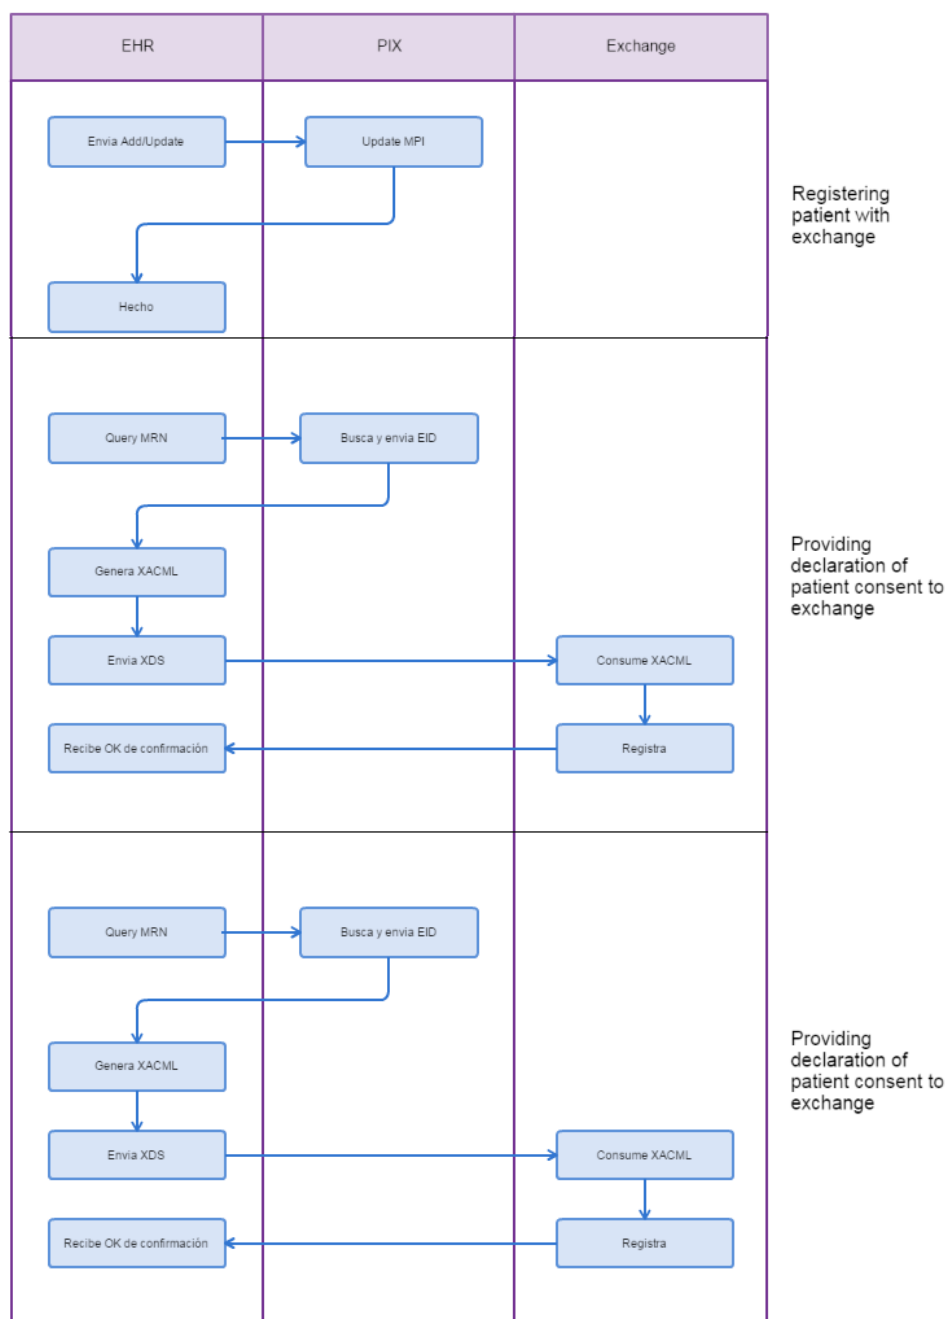 EHR
PIX
Exchange
Envia Add/Update
Update MPI
Registering
patient with
exchange
Hecho
Query MRN
Busca y envia EID
Genera XACML
Providing
declaration of
patient consent to
exchange
Envia XDS
Consume XACML
Recibe OK de confirmación
Registra
Query MRN
Busca y envia EID
Genera XACML
Providing
declaration of
patient consent to
exchange
Envia XDS
Consume XACML
Recibe OK de confirmación
Registra